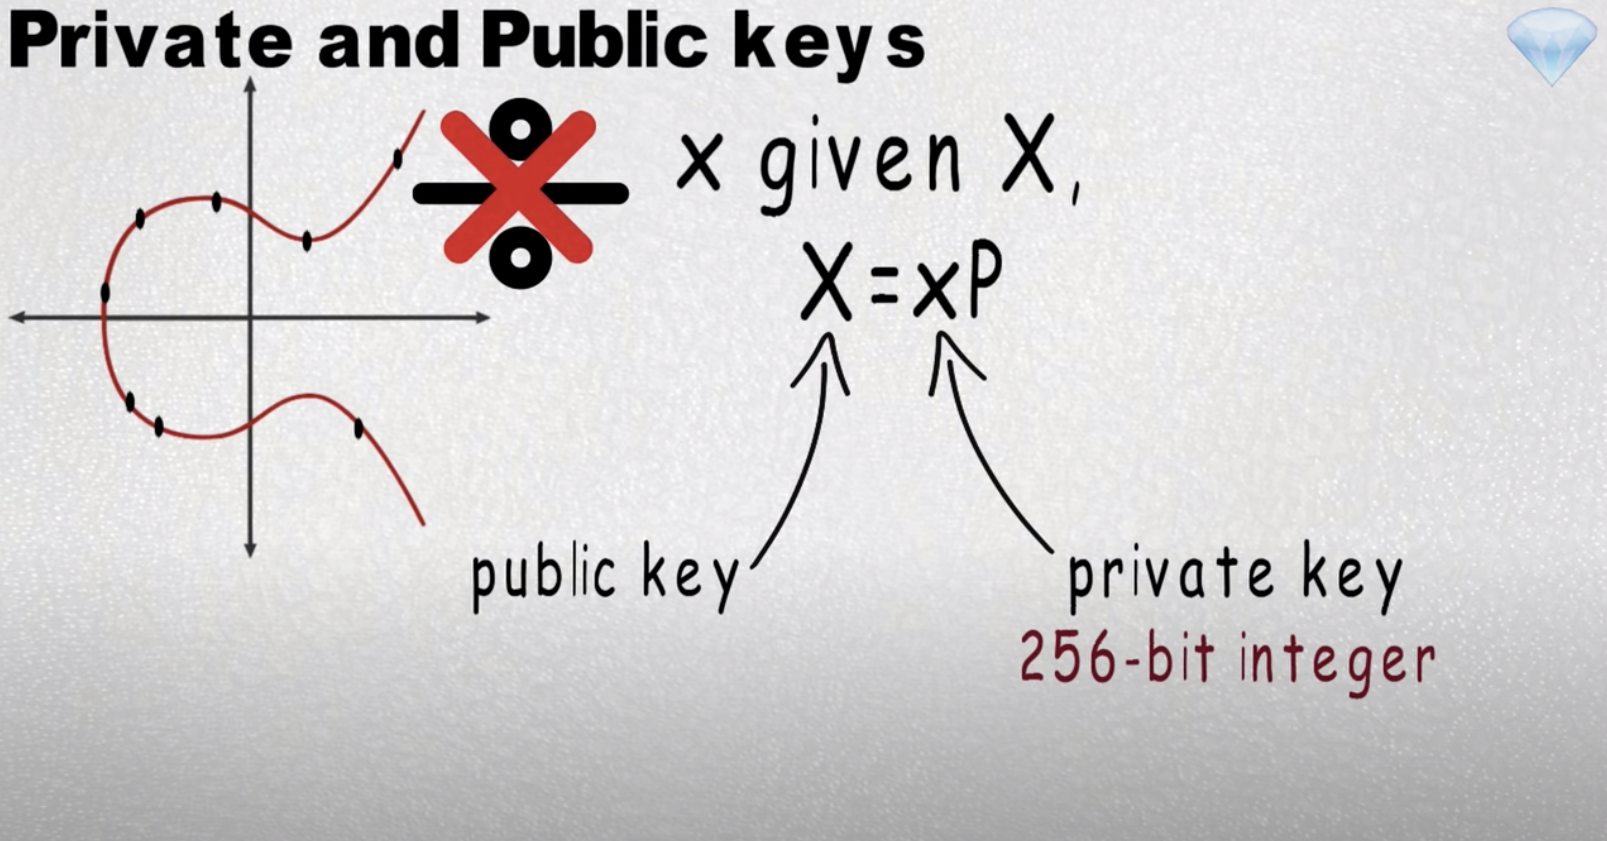 Private and Public keys
x given X,
X=xP
public key
private key
256-bit integer